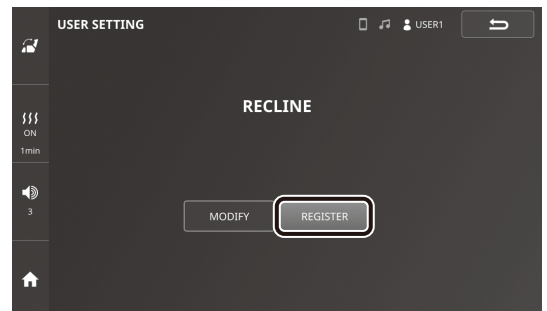 USER SETTING
USER1
ON
1min
3
RECLINE
MODIFY
REGISTER